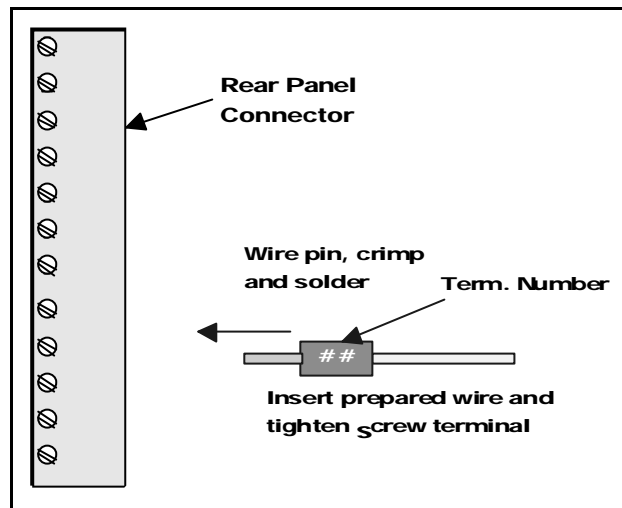 Rear Panel
Connector
Wire pin, crimp
and solder
Term. Number
##
Insert prepared wire and
tighten screw terminal